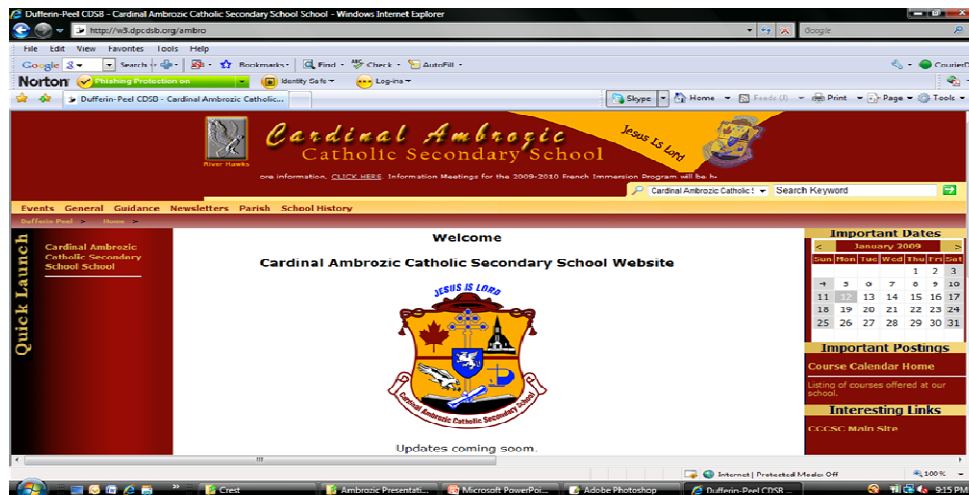 Dufferin-Peel CDSB - Cardinal Ambrozic Catholic Secondary School School - Windows Internet Explorer
http://w3.dpcdsb.org/ambro
Google
File Edit View Favorites Tools Help
Google Search Bookmarks Find Check AutoFill
Norton Phishing Protection on Identity Safe Log-ins
Dufferin-Peel CDSB - Cardinal Ambrozic Catholic... Skype Home Feeds (J) Print Page Tools
Cardinal Ambrozic
Catholic Secondary School
Jesus Is Lord
River Hawks
ore information, CLICK HERE. Information Meetings for the 2009-2010 French Immersion Program will be h
Cardinal Ambrozic Catholic S Search Keyword
Events General Guidance Newsletters Parish School History
Dufferin Peel > Home >
Quick Launch
Cardinal Ambrozic
Catholic Secondary
School School
Welcome
Cardinal Ambrozic Catholic Secondary School Website
JESUS IS LORD
Cardinal Ambrozic Catholic Secondary School
Updates coming soom.
Important Dates
< January 2009 >
Sun Mon Tue Wed Thu Fri Sat
1 2 3
4 5 6 7 8 9 10
11 12 13 14 15 16 17
18 19 20 21 22 23 24
25 26 27 28 29 30 31
Important Postings
Course Calendar Home
Listing of courses offered at our
school.
Interesting Links
CCCSC Main Site
Internet | Protected Mode: Off 100%
Crest Ambrozic Presentati... Microsoft PowerPoi... Adobe Photoshop Dufferin-Peel CDSB ... 9:15 PM